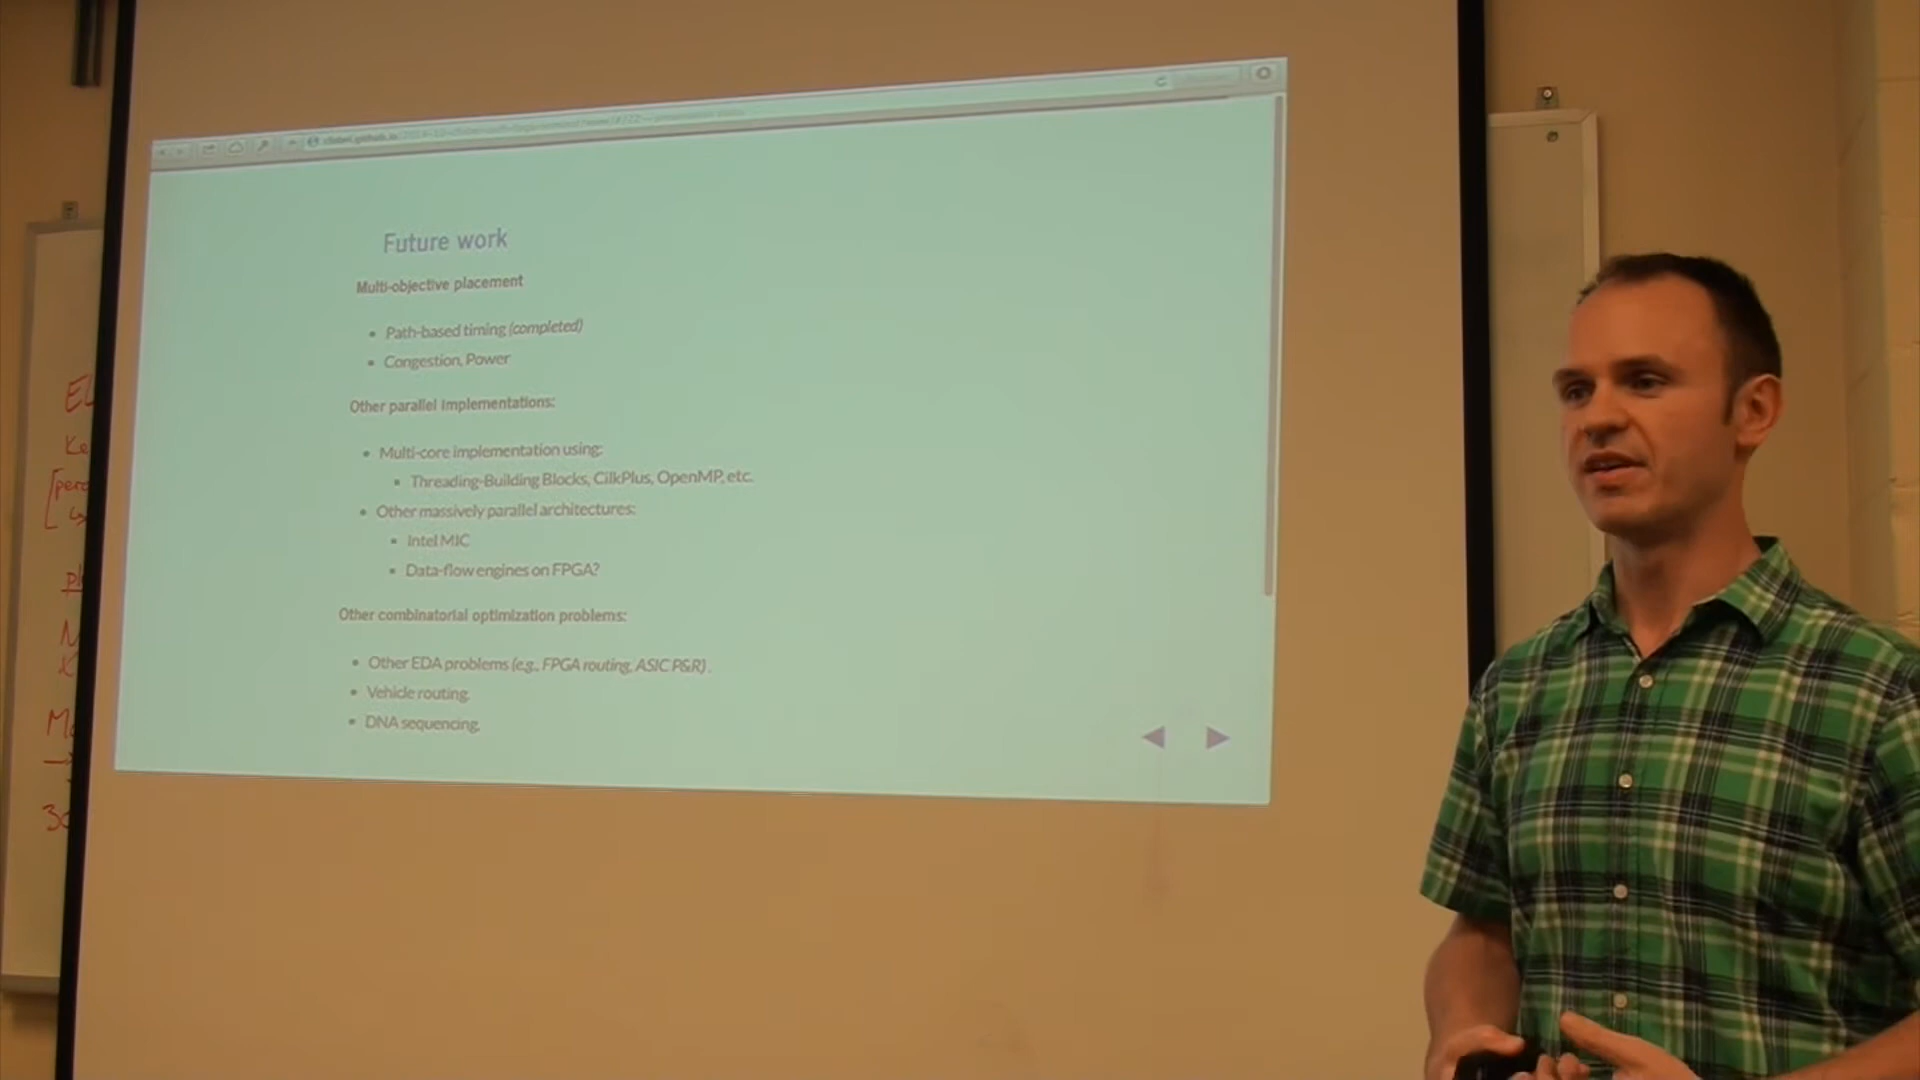 Future work
Multi-objective placement
Path-based timing (completed)
Congestion, Power
Other parallel implementations:
Multi-core implementation using:
Threading-Building Blocks, CilkPlus, OpenMP, etc.
Other massively parallel architectures:
Intel MIC
Data-flow engines on FPGA?
Other combinatorial optimization problems:
Other EDA problems (e.g., FPGA routing, ASIC P&R).
Vehicle routing.
DNA sequencing.